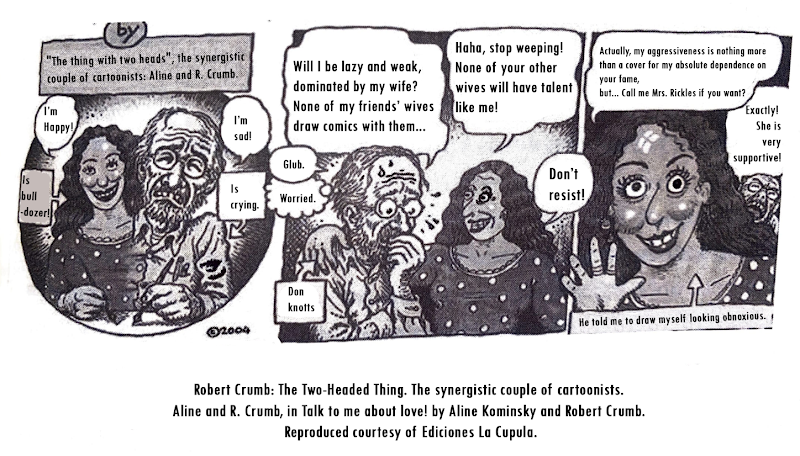 by
"The thing with two heads", the synergistic
couple of cartoonists: Aline and R. Crumb.
I'm
Happy!
I'm
sad!
Is
bull
-dozer!
Is
crying.
©2004
Will I be lazy and weak,
dominated by my wife?
None of my friends' wives
draw comics with them...
Haha, stop weeping!
None of your other
wives will have talent
like me!
Glub.
Worried.
Don't
resist!
Don
knotts
Actually, my aggressiveness is nothing more
than a cover for my absolute dependence on
your fame,
but... Call me Mrs. Rickles if you want?
Exactly!
She is
very
supportive!
He told me to draw myself looking obnoxious.
Robert Crumb: The Two-Headed Thing. The synergistic couple of cartoonists.
Aline and R. Crumb, in Talk to me about love! by Aline Kominsky and Robert Crumb.
Reproduced courtesy of Ediciones La Cupula.